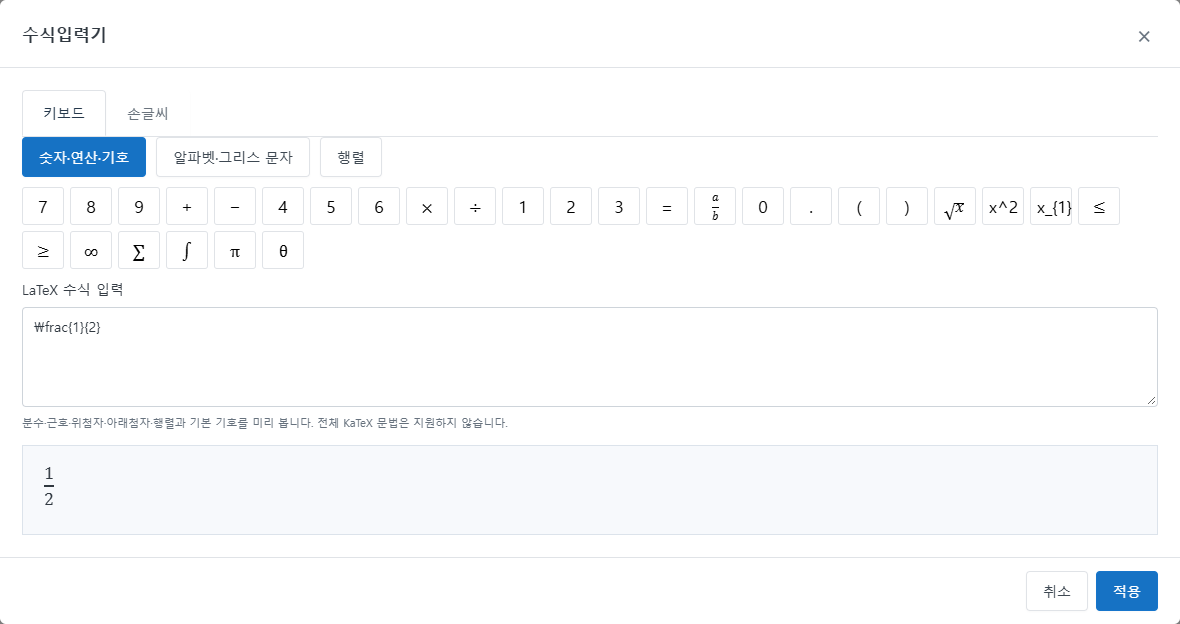 수식입력기
×
키보드 손글씨
숫자·연산·기호 알파벳·그리스 문자 행렬
7 8 9 + − 4 5 6 × ÷ 1 2 3 = a/b 0 . ( ) √x x^2 x_{1} ≤
≥ ∞ ∑ ∫ π θ
LaTeX 수식 입력
₩frac{1}{2}
분수·근호·위첨자·아래첨자·행렬과 기본 기호를 미리 봅니다. 전체 KaTeX 문법은 지원하지 않습니다.
1
2
취소 적용